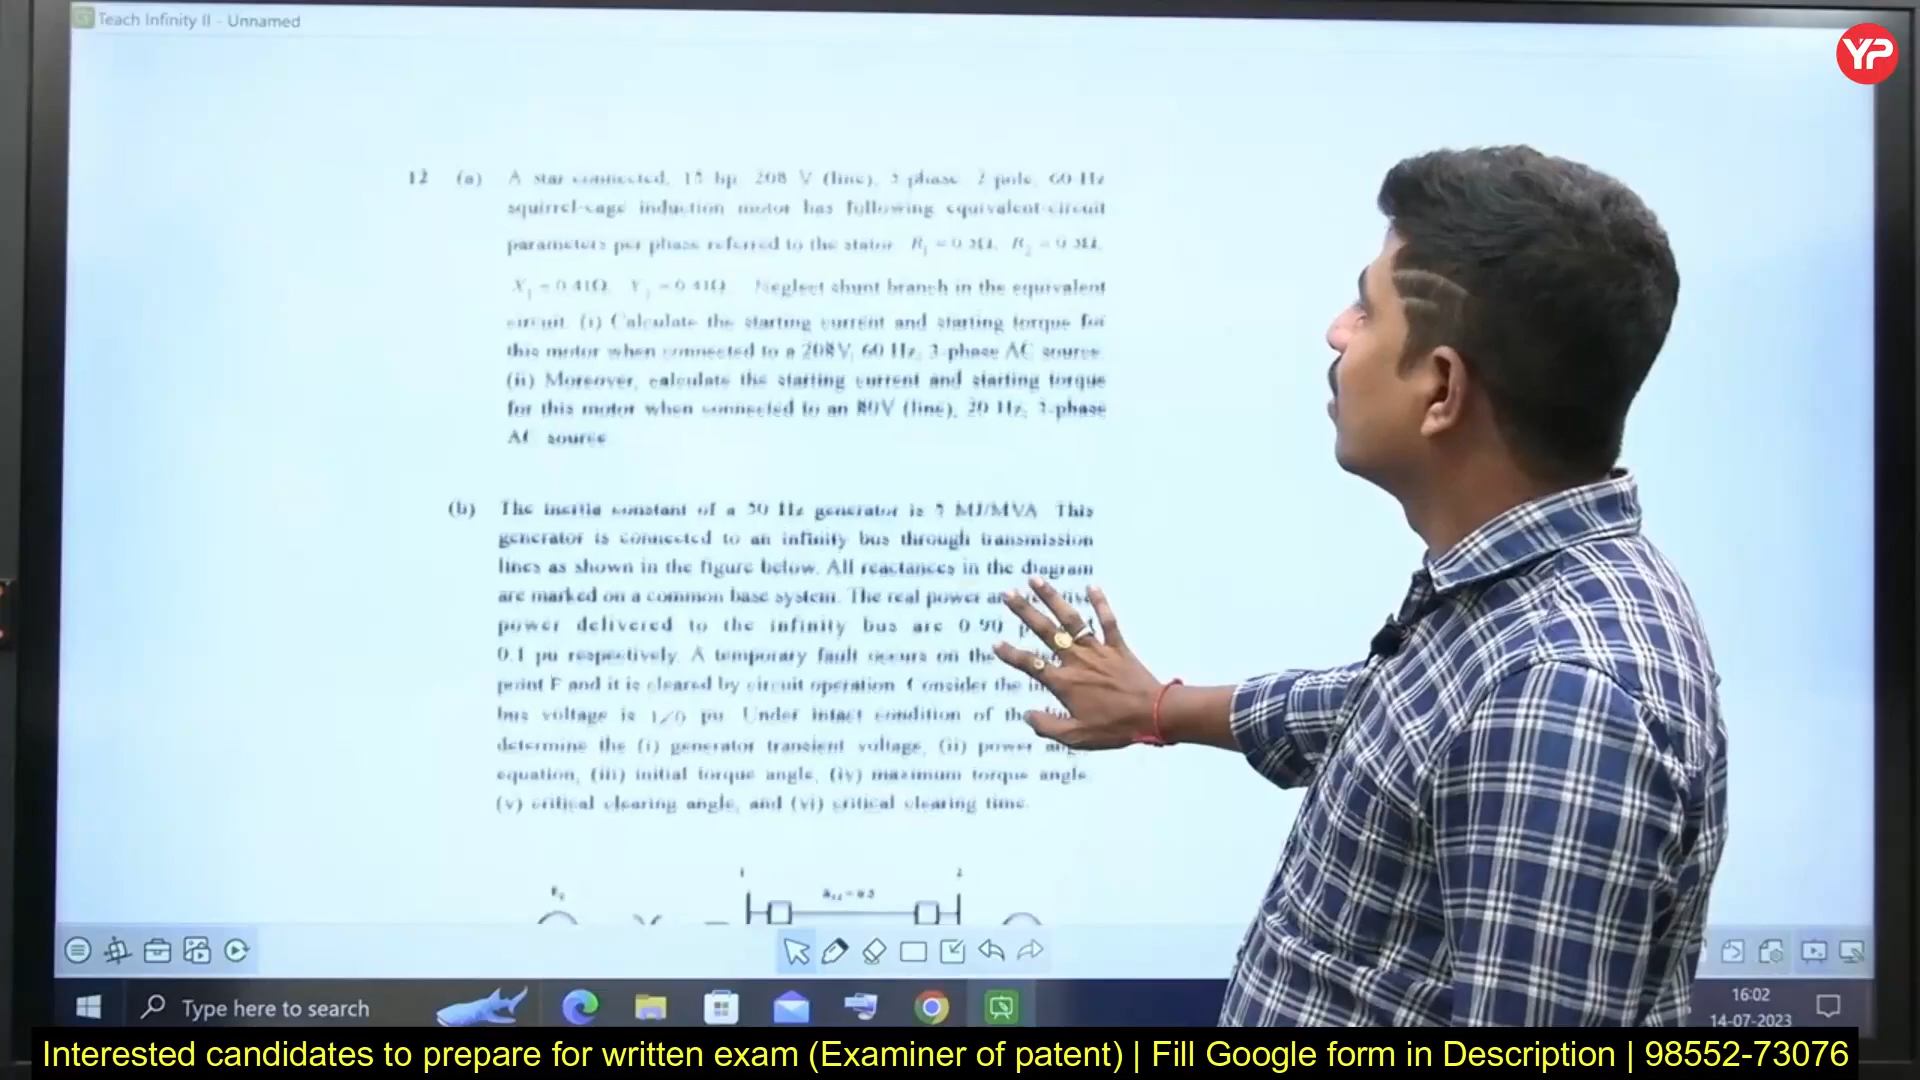 Teach Infinity II - Unnamed
YP
12 (a) A star connected, 15 hp, 208 V (line), 3 phase, 2 pole, 60 Hz
squirrel-cage induction motor has following equivalent-circuit
parameters per phase referred to the stator
X₁ = 0.41Ω Neglect shunt branch in the equivalent
circuit. (i) Calculate the starting current and starting torque for
this motor when connected to a 208V, 60 Hz, 3-phase AC source.
(ii) Moreover, calculate the starting current and starting torque
for this motor when connected to an 80V (line), 20 Hz, 3-phase
AC source
(b) The inertia constant of a 50 Hz generator is 5 MJ/MVA. This
generator is connected to an infinity bus through transmission
lines as shown in the figure below. All reactances in the diagram
are marked on a common base system. The real power
power delivered to the infinity bus are 0.90
0.1 pu respectively. A temporary fault occurs on the
point F and it is cleared by circuit operation. Consider the
bus voltage is 1∠0 pu. Under intact condition of the
determine the (i) generator transient voltage, (ii) power
equation, (iii) initial torque angle, (iv) maximum torque angle.
(v) critical clearing angle, and (vi) critical clearing time.
Type here to search
16:02
14-07-2023
Interested candidates to prepare for written exam (Examiner of patent) | Fill Google form in Description | 98552-73076